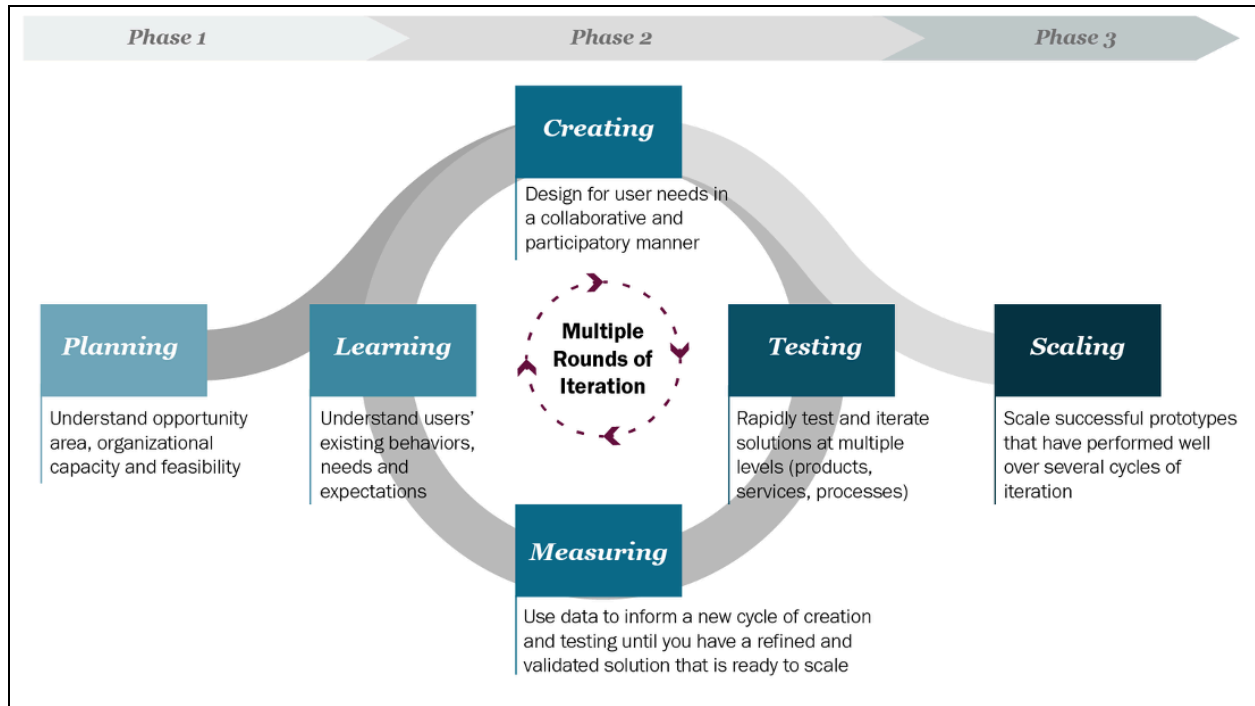 Phase 1
Phase 2
Phase 3
Creating
Design for user needs in
a collaborative and
participatory manner
Planning
Understand opportunity
area, organizational
capacity and feasibility
Learning
Understand users'
existing behaviors,
needs and
expectations
Multiple
Rounds of
Iteration
Testing
Rapidly test and iterate
solutions at multiple
levels (products,
services, processes)
Scaling
Scale successful prototypes
that have performed well
over several cycles of
iteration
Measuring
Use data to inform a new cycle of creation
and testing until you have a refined and
validated solution that is ready to scale